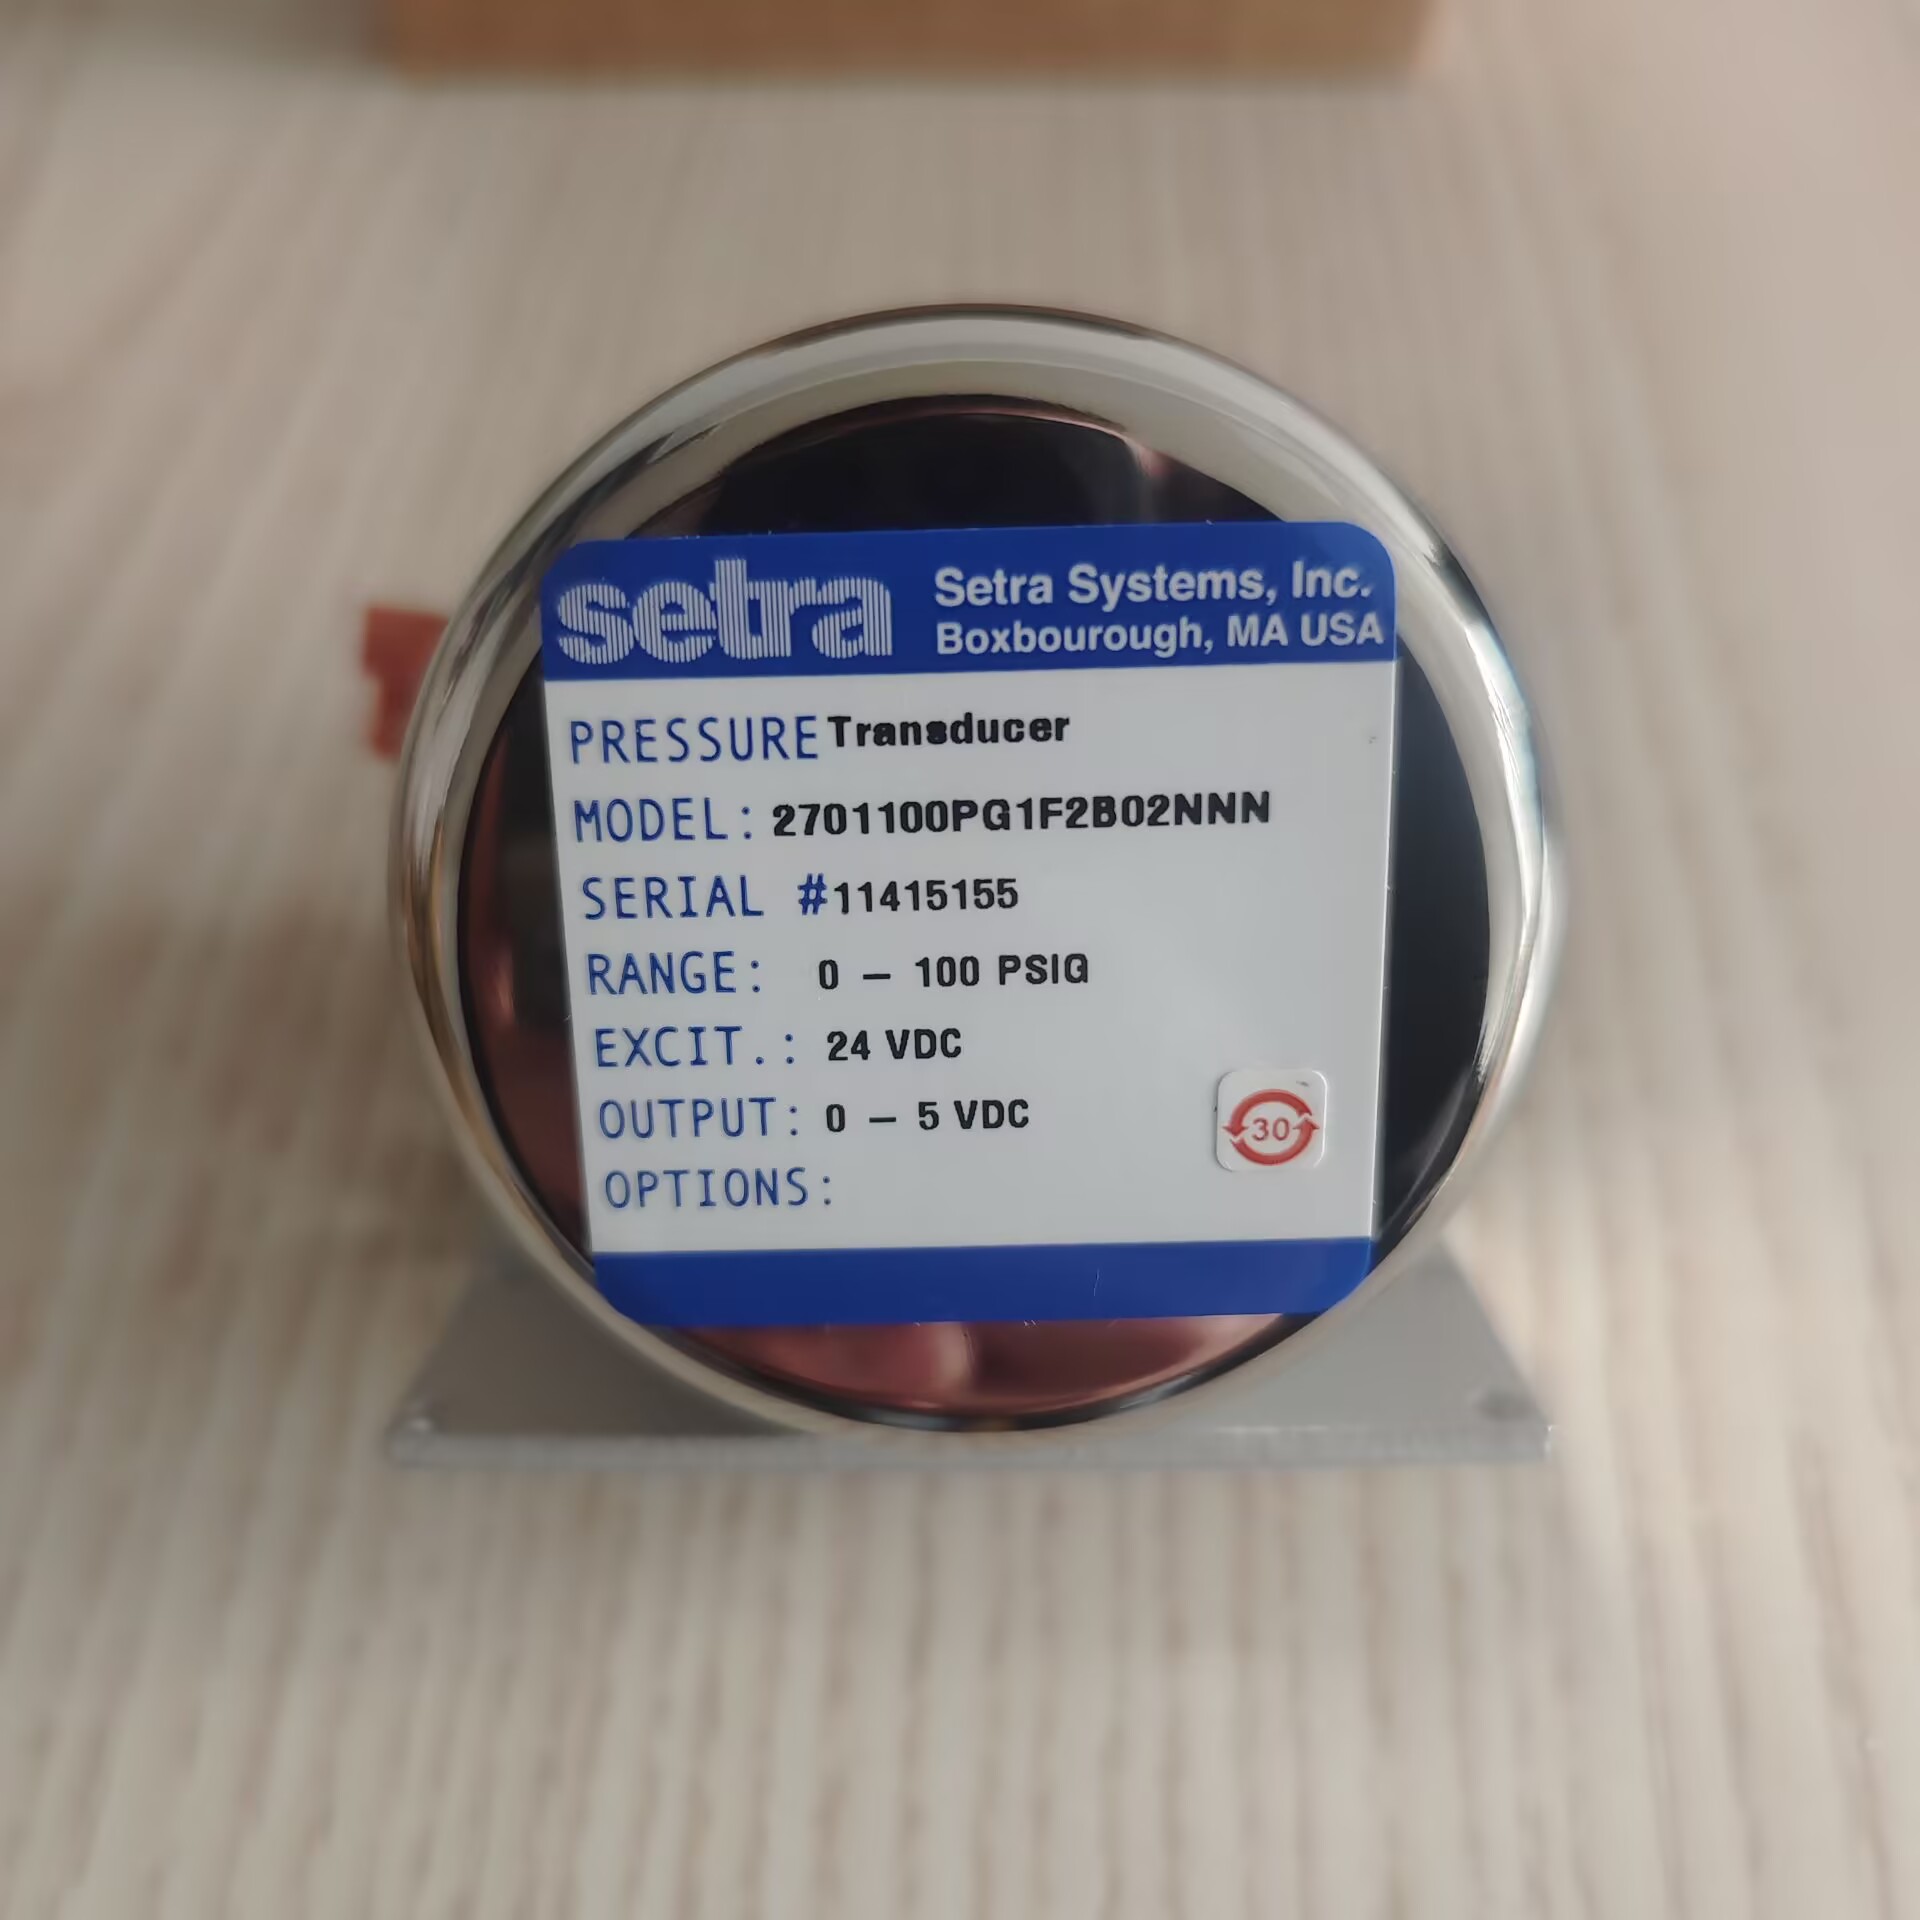 setra
Setra Systems, Inc.
Boxbourough, MA USA
PRESSURE Transducer
MODEL: 2701100PG1F2B02NNN
SERIAL #11415155
RANGE: 0 – 100 PSIG
EXCIT.: 24 VDC
OUTPUT: 0 – 5 VDC
30
OPTIONS: